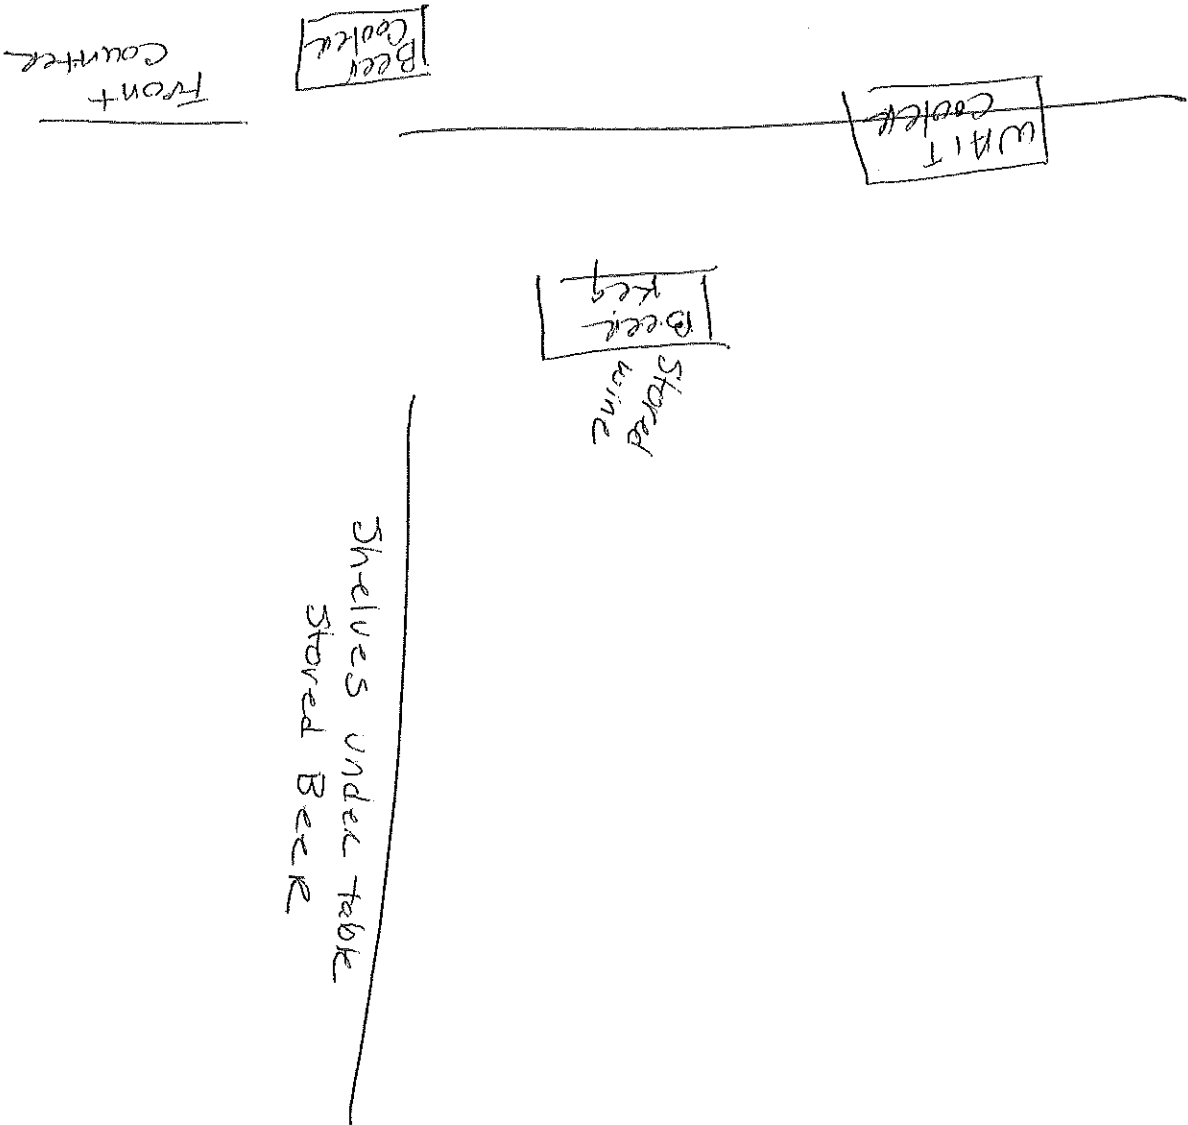 Front
Counter
Beer
Cooler
WAIT
Cooler
Beer
Keg
Stored
wine
Shelves under table
Stored Beer